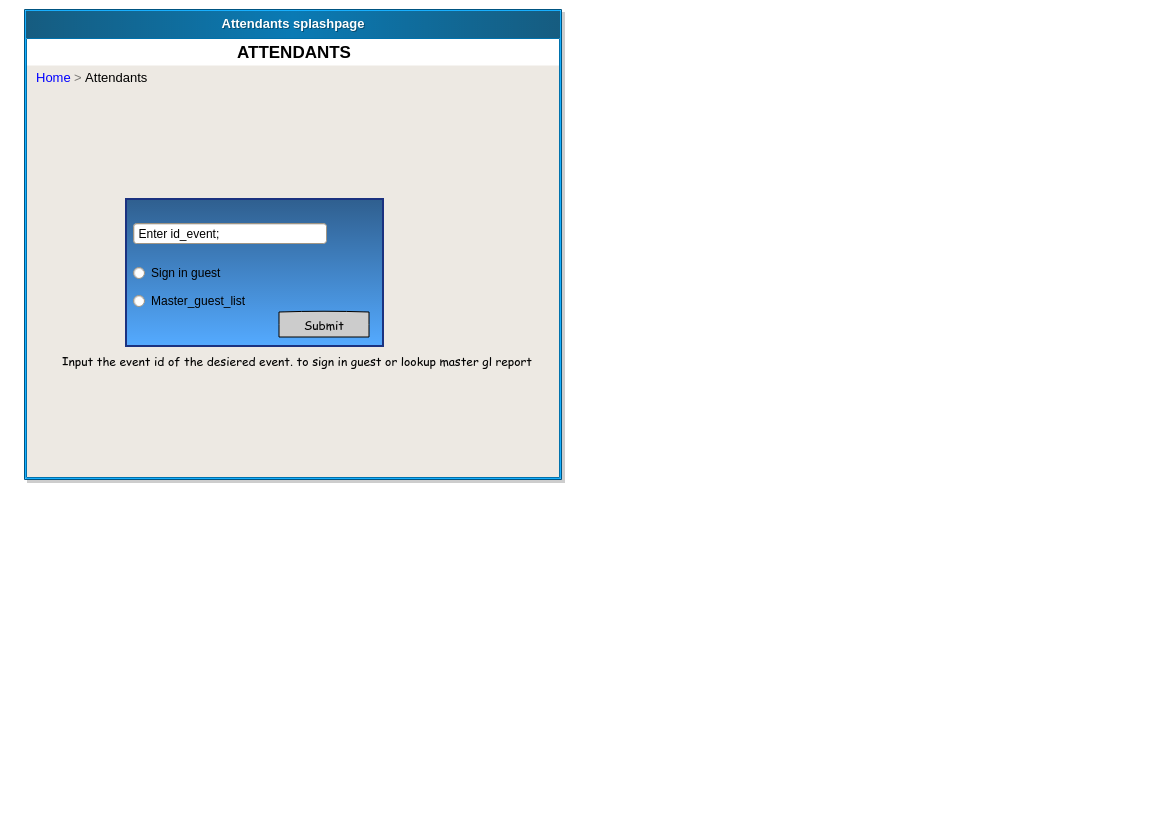 Attendants splashpage
ATTENDANTS
Home > Attendants
Enter id_event;
Sign in guest
Master_guest_list
Submit
Input the event id of the desiered event. to sign in guest or lookup master gl report